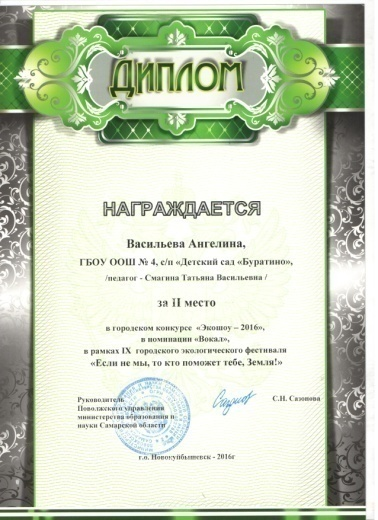 ДИПЛОМ
НАГРАЖДАЕТСЯ
Васильева Ангелина,
ГБОУ ООШ № 4, с/п «Детский сад «Буратино»,
/педагог - Смагина Татьяна Васильевна /
за II место
в городском конкурсе «Экошоу – 2016»,
в номинации «Вокал»,
в рамках IX городского экологического фестиваля
«Если не мы, то кто поможет тебе, Земля!»
Руководитель
Поволжского управления
министерства образования и
науки Самарской области
С.Н. Сазонова
г.о. Новокуйбышевск - 2016г